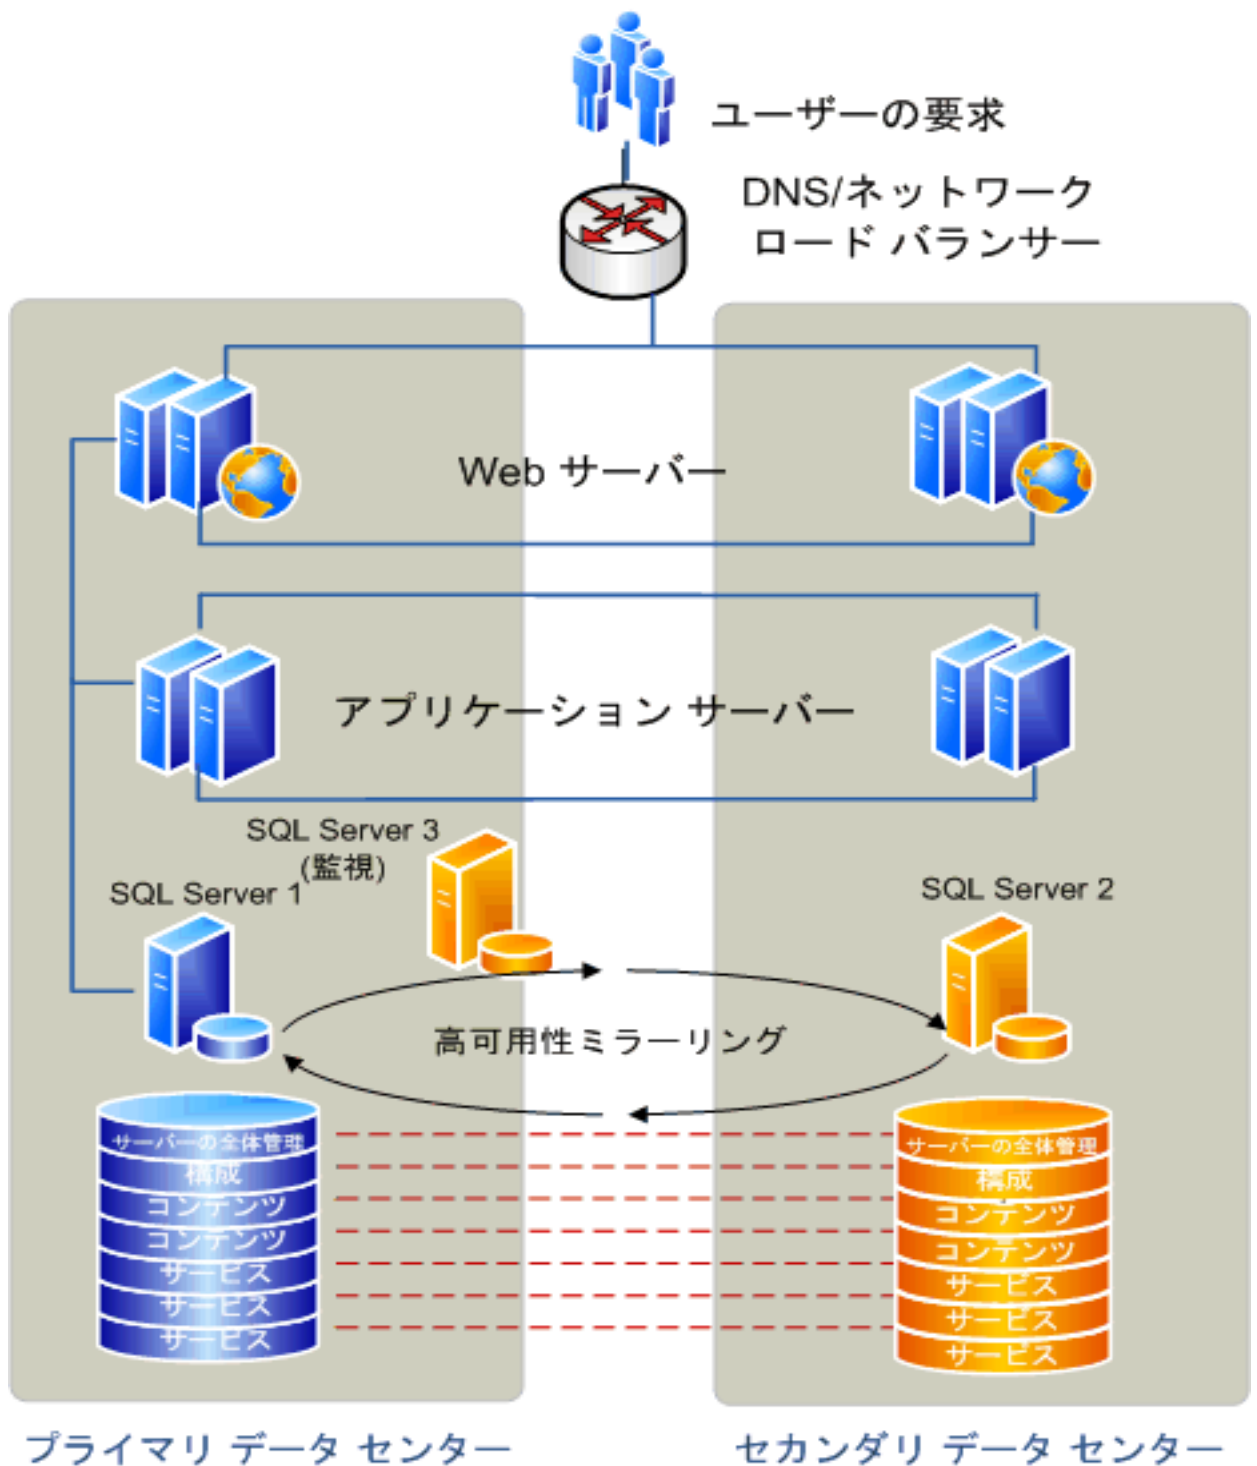 ユーザーの要求
DNS/ネットワーク
ロード バランサー
Web サーバー
アプリケーション サーバー
SQL Server 3
(監視)
SQL Server 1
SQL Server 2
高可用性ミラーリング
サーバーの全体管理
構成
コンテンツ
コンテンツ
サービス
サービス
サービス
サーバーの全体管理
構成
コンテンツ
コンテンツ
サービス
サービス
サービス
プライマリ データ センター
セカンダリ データ センター